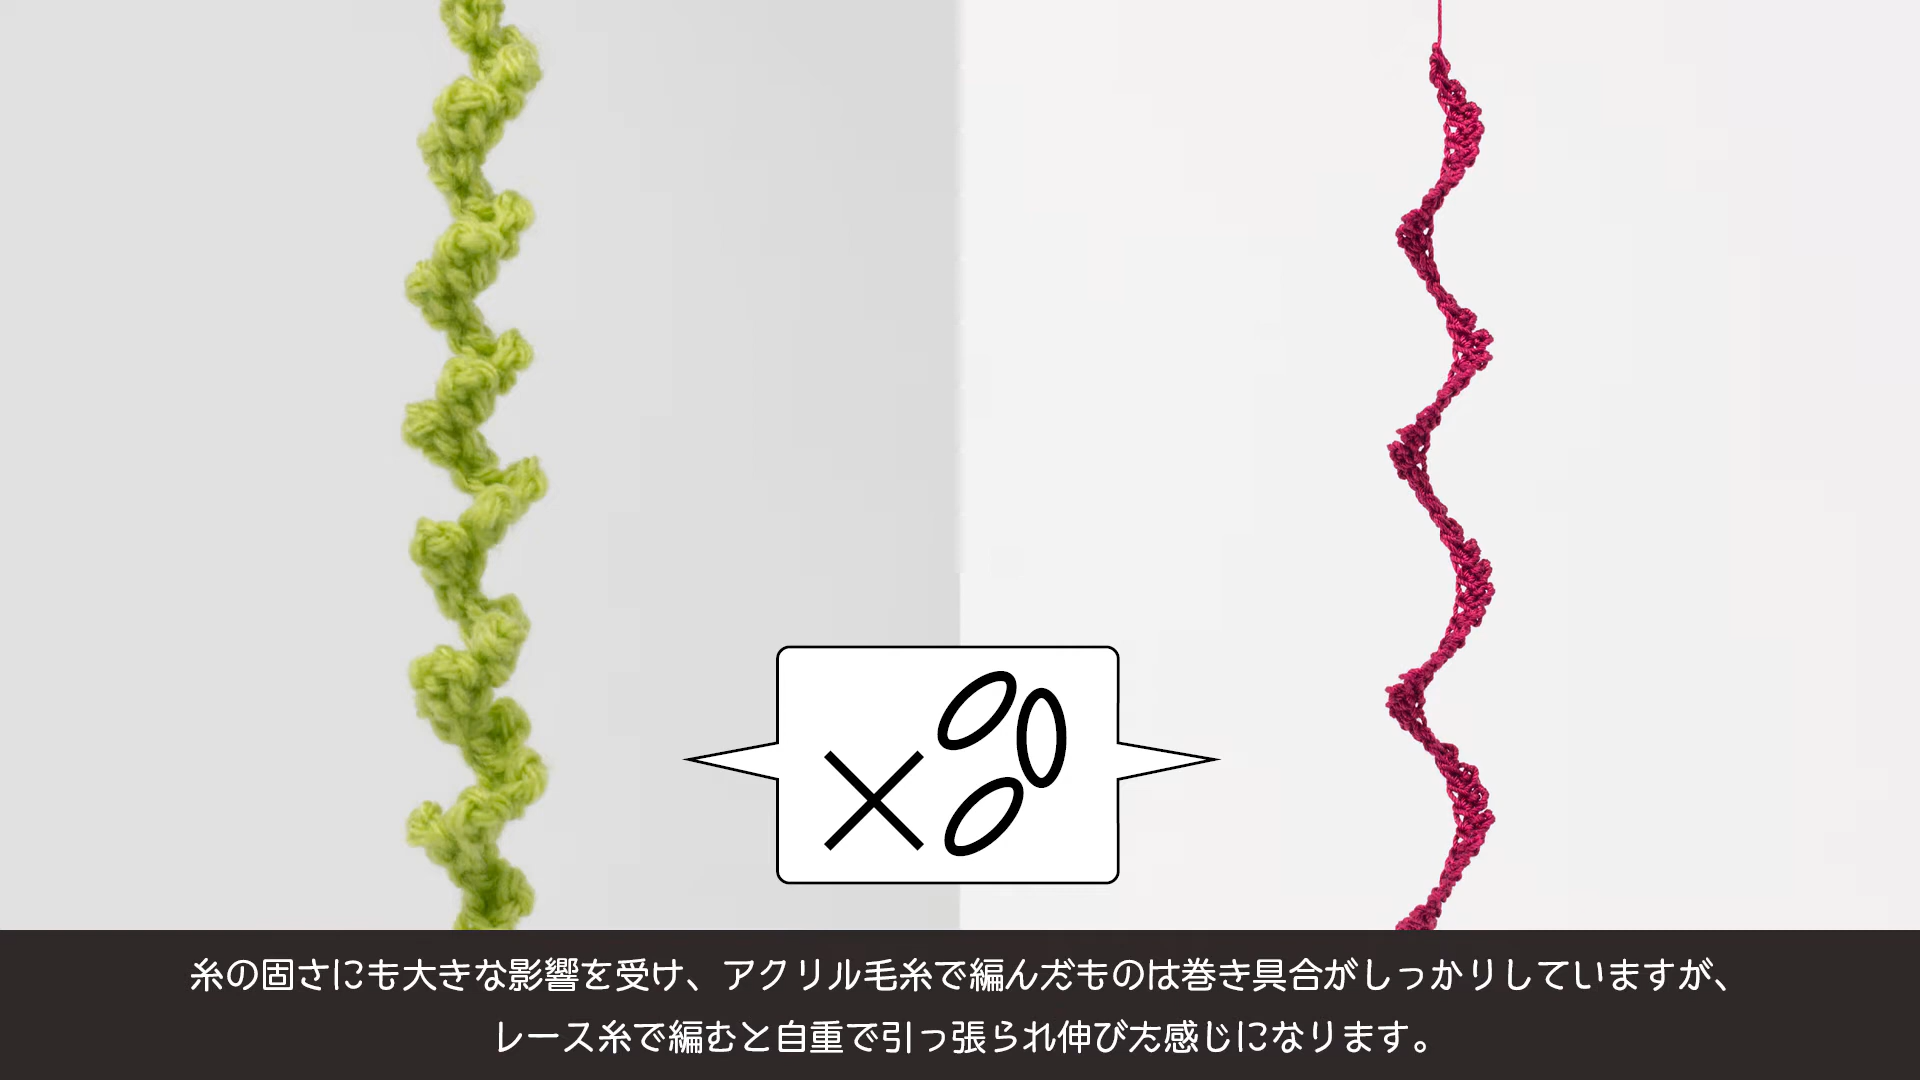 糸の固さにも大きな影響を受け、アクリル毛糸で編んだものは巻き具合がしっかりしていますが、
レース糸で編むと自重で引っ張られ伸びた感じになります。